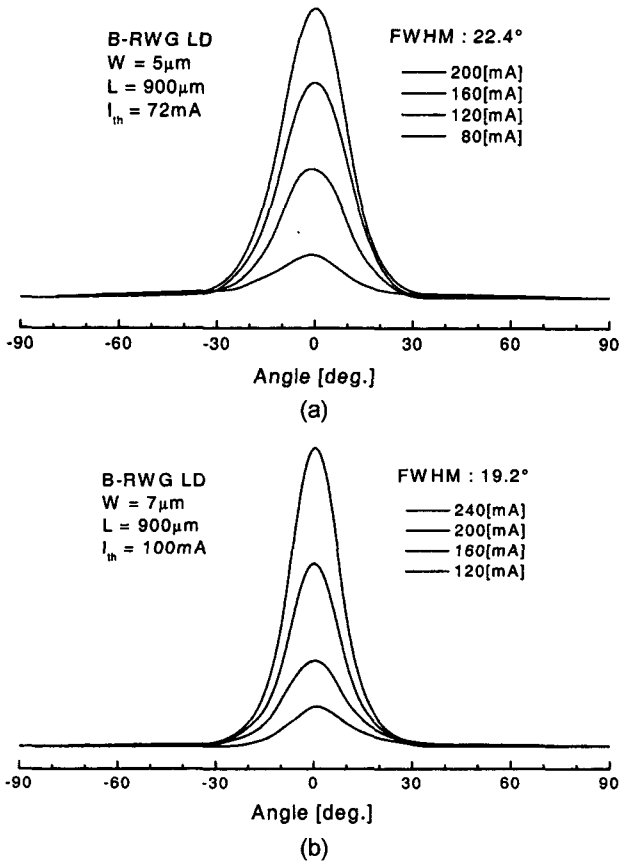 B-RWG LD
W = 5µm
L = 900µm
Ith = 72mA
FWHM : 22.4°
200[mA]
160[mA]
120[mA]
80[mA]
-90 -60 -30 0 30 60 90
Angle [deg.]
(a)
B-RWG LD
W = 7µm
L = 900µm
Ith = 100mA
FWHM : 19.2°
240[mA]
200[mA]
160[mA]
120[mA]
-90 -60 -30 0 30 60 90
Angle [deg.]
(b)